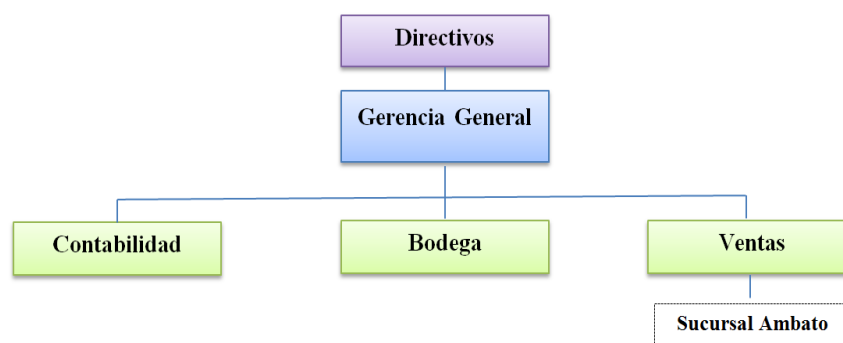 Directivos
Gerencia General
Contabilidad
Bodega
Ventas
Sucursal Ambato